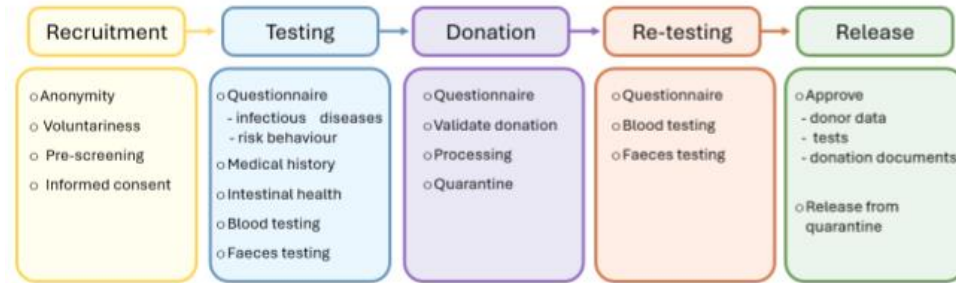 Recruitment
Testing
Donation
Re-testing
Release
o Anonymity
o Voluntariness
o Pre-screening
o Informed consent
o Questionnaire
- infectious diseases
- risk behaviour
o Medical history
o Intestinal health
o Blood testing
o Faeces testing
o Questionnaire
o Validate donation
o Processing
o Quarantine
o Questionnaire
o Blood testing
o Faeces testing
o Approve
- donor data
- tests
- donation documents
o Release from
quarantine